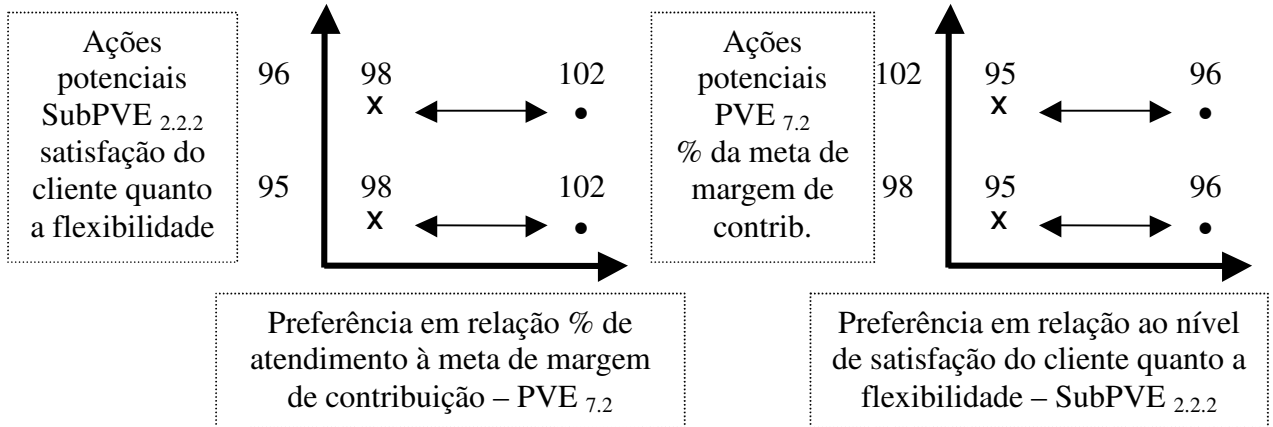 Ações
potenciais
SubPVE 2.2.2
satisfação do
cliente quanto
a flexibilidade
96
98
102
x
•
95
98
102
x
•
Preferência em relação % de
atendimento à meta de margem
de contribuição – PVE 7.2
Ações
potenciais
PVE 7.2
% da meta de
margem de
contrib.
102
95
96
x
•
98
95
96
x
•
Preferência em relação ao nível
de satisfação do cliente quanto a
flexibilidade – SubPVE 2.2.2